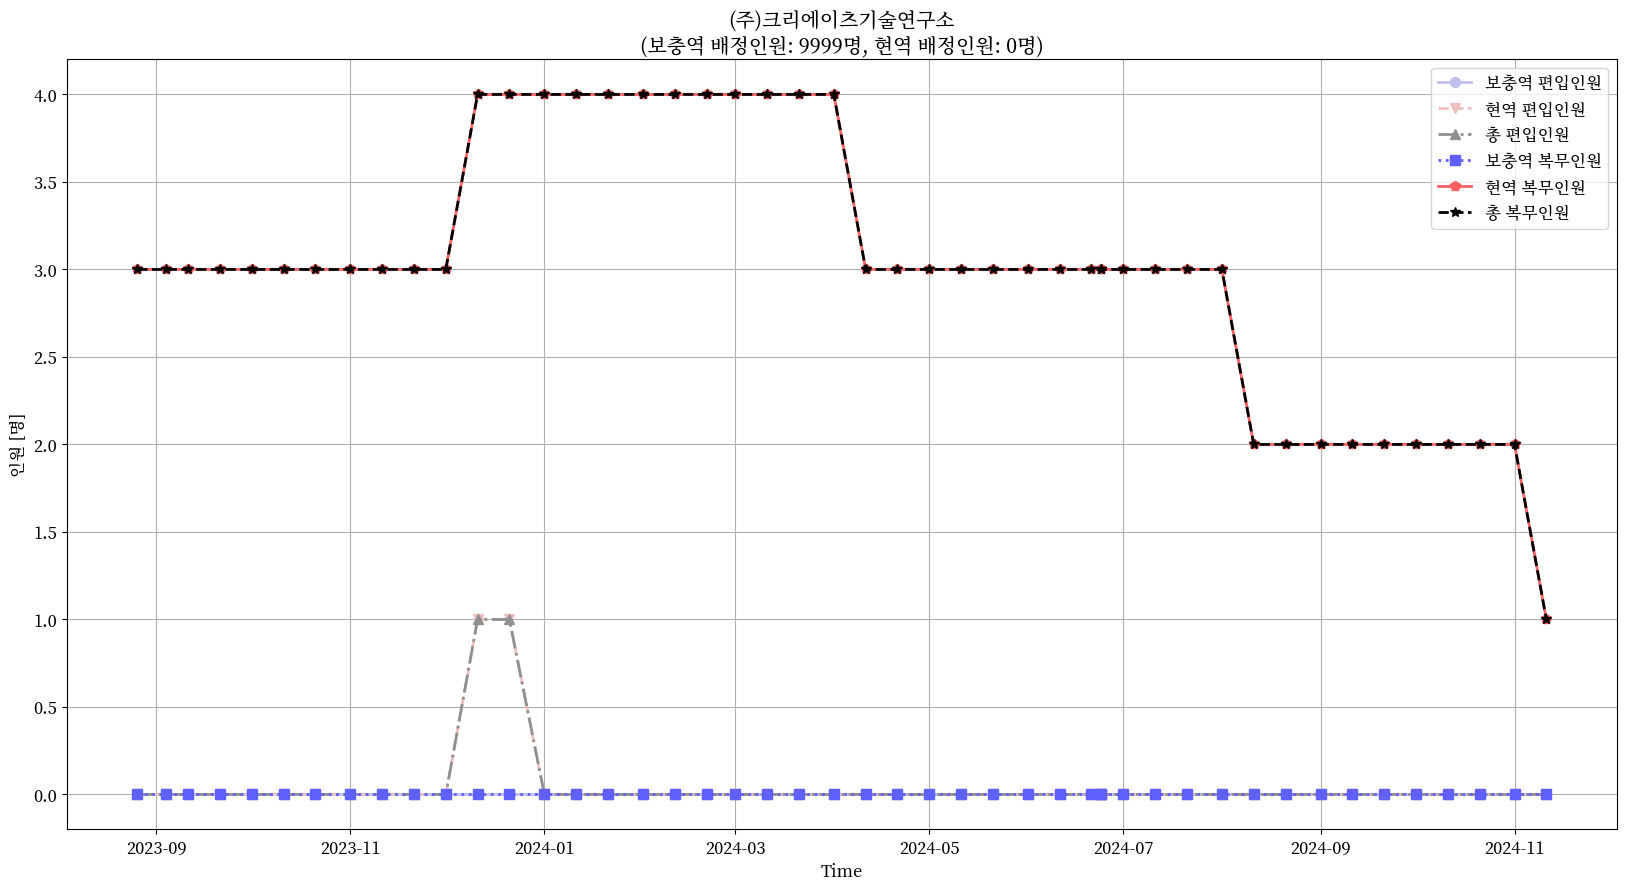 (주)크리에이츠기술연구소
(보충역 배정인원: 9999명, 현역 배정인원: 0명)
보충역 편입인원
현역 편입인원
총 편입인원
보충역 복무인원
현역 복무인원
총 복무인원
4.0
3.5
3.0
2.5
2.0
1.5
1.0
0.5
0.0
인원 [명]
2023-09 2023-11 2024-01 2024-03 2024-05 2024-07 2024-09 2024-11
Time